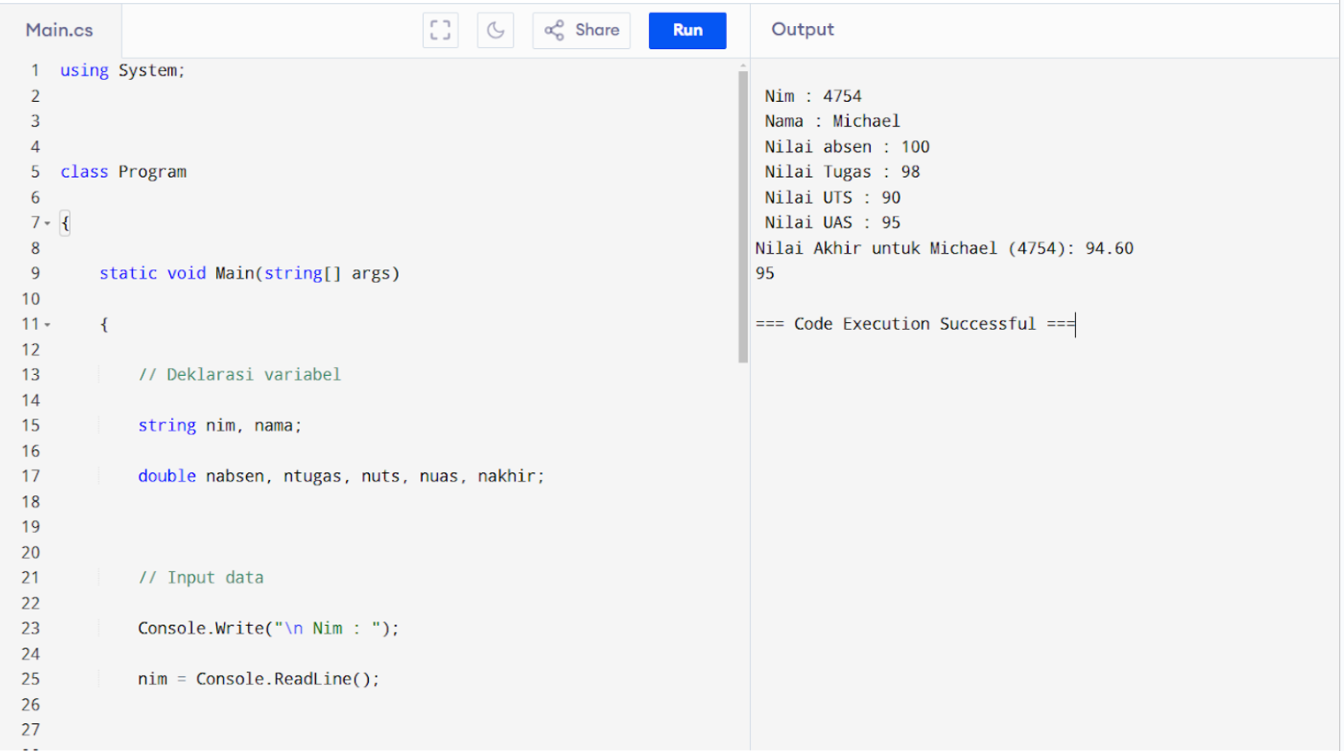 Main.cs Share Run Output
1 using System;
2
3
4
5 class Program
6
7 {
8
9 static void Main(string[] args)
10
11 {
12
13 // Deklarasi variabel
14
15 string nim, nama;
16
17 double nabsen, ntugas, nuts, nuas, nakhir;
18
19
20
21 // Input data
22
23 Console.Write("\n Nim : ");
24
25 nim = Console.ReadLine();
26
27
Nim : 4754
Nama : Michael
Nilai absen : 100
Nilai Tugas : 98
Nilai UTS : 90
Nilai UAS : 95
Nilai Akhir untuk Michael (4754): 94.60
95
=== Code Execution Successful ===